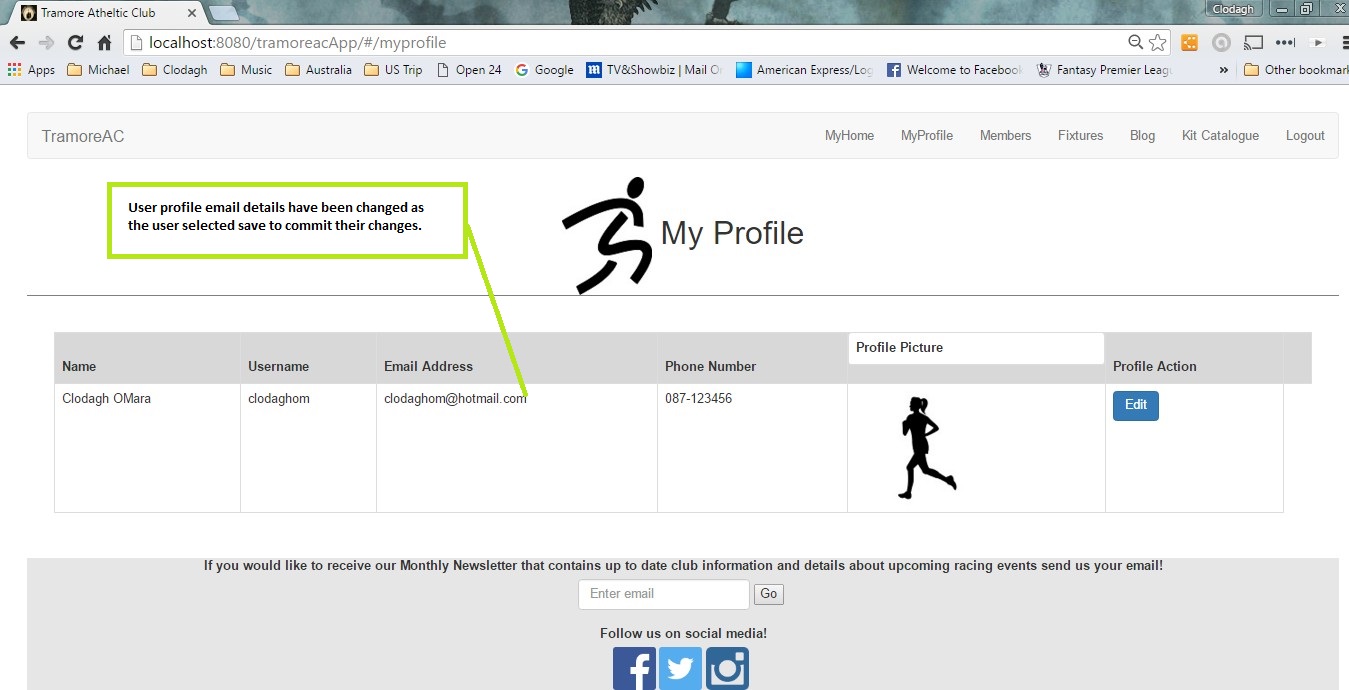 Tramore Atheltic Club
Clodagh
localhost:8080/tramoreacApp/#/myprofile
Apps Michael Clodagh Music Australia US Trip Open 24 Google TV&Showbiz | Mail Or American Express/Log Welcome to Facebook Fantasy Premier Leagu » Other bookmark
TramoreAC MyHome MyProfile Members Fixtures Blog Kit Catalogue Logout
User profile email details have been changed as
the user selected save to commit their changes.
My Profile
Name Username Email Address Phone Number Profile Picture Profile Action
Clodagh OMara clodaghom clodaghom@hotmail.com 087-123456 Edit
If you would like to receive our Monthly Newsletter that contains up to date club information and details about upcoming racing events send us your email!
Enter email Go
Follow us on social media!